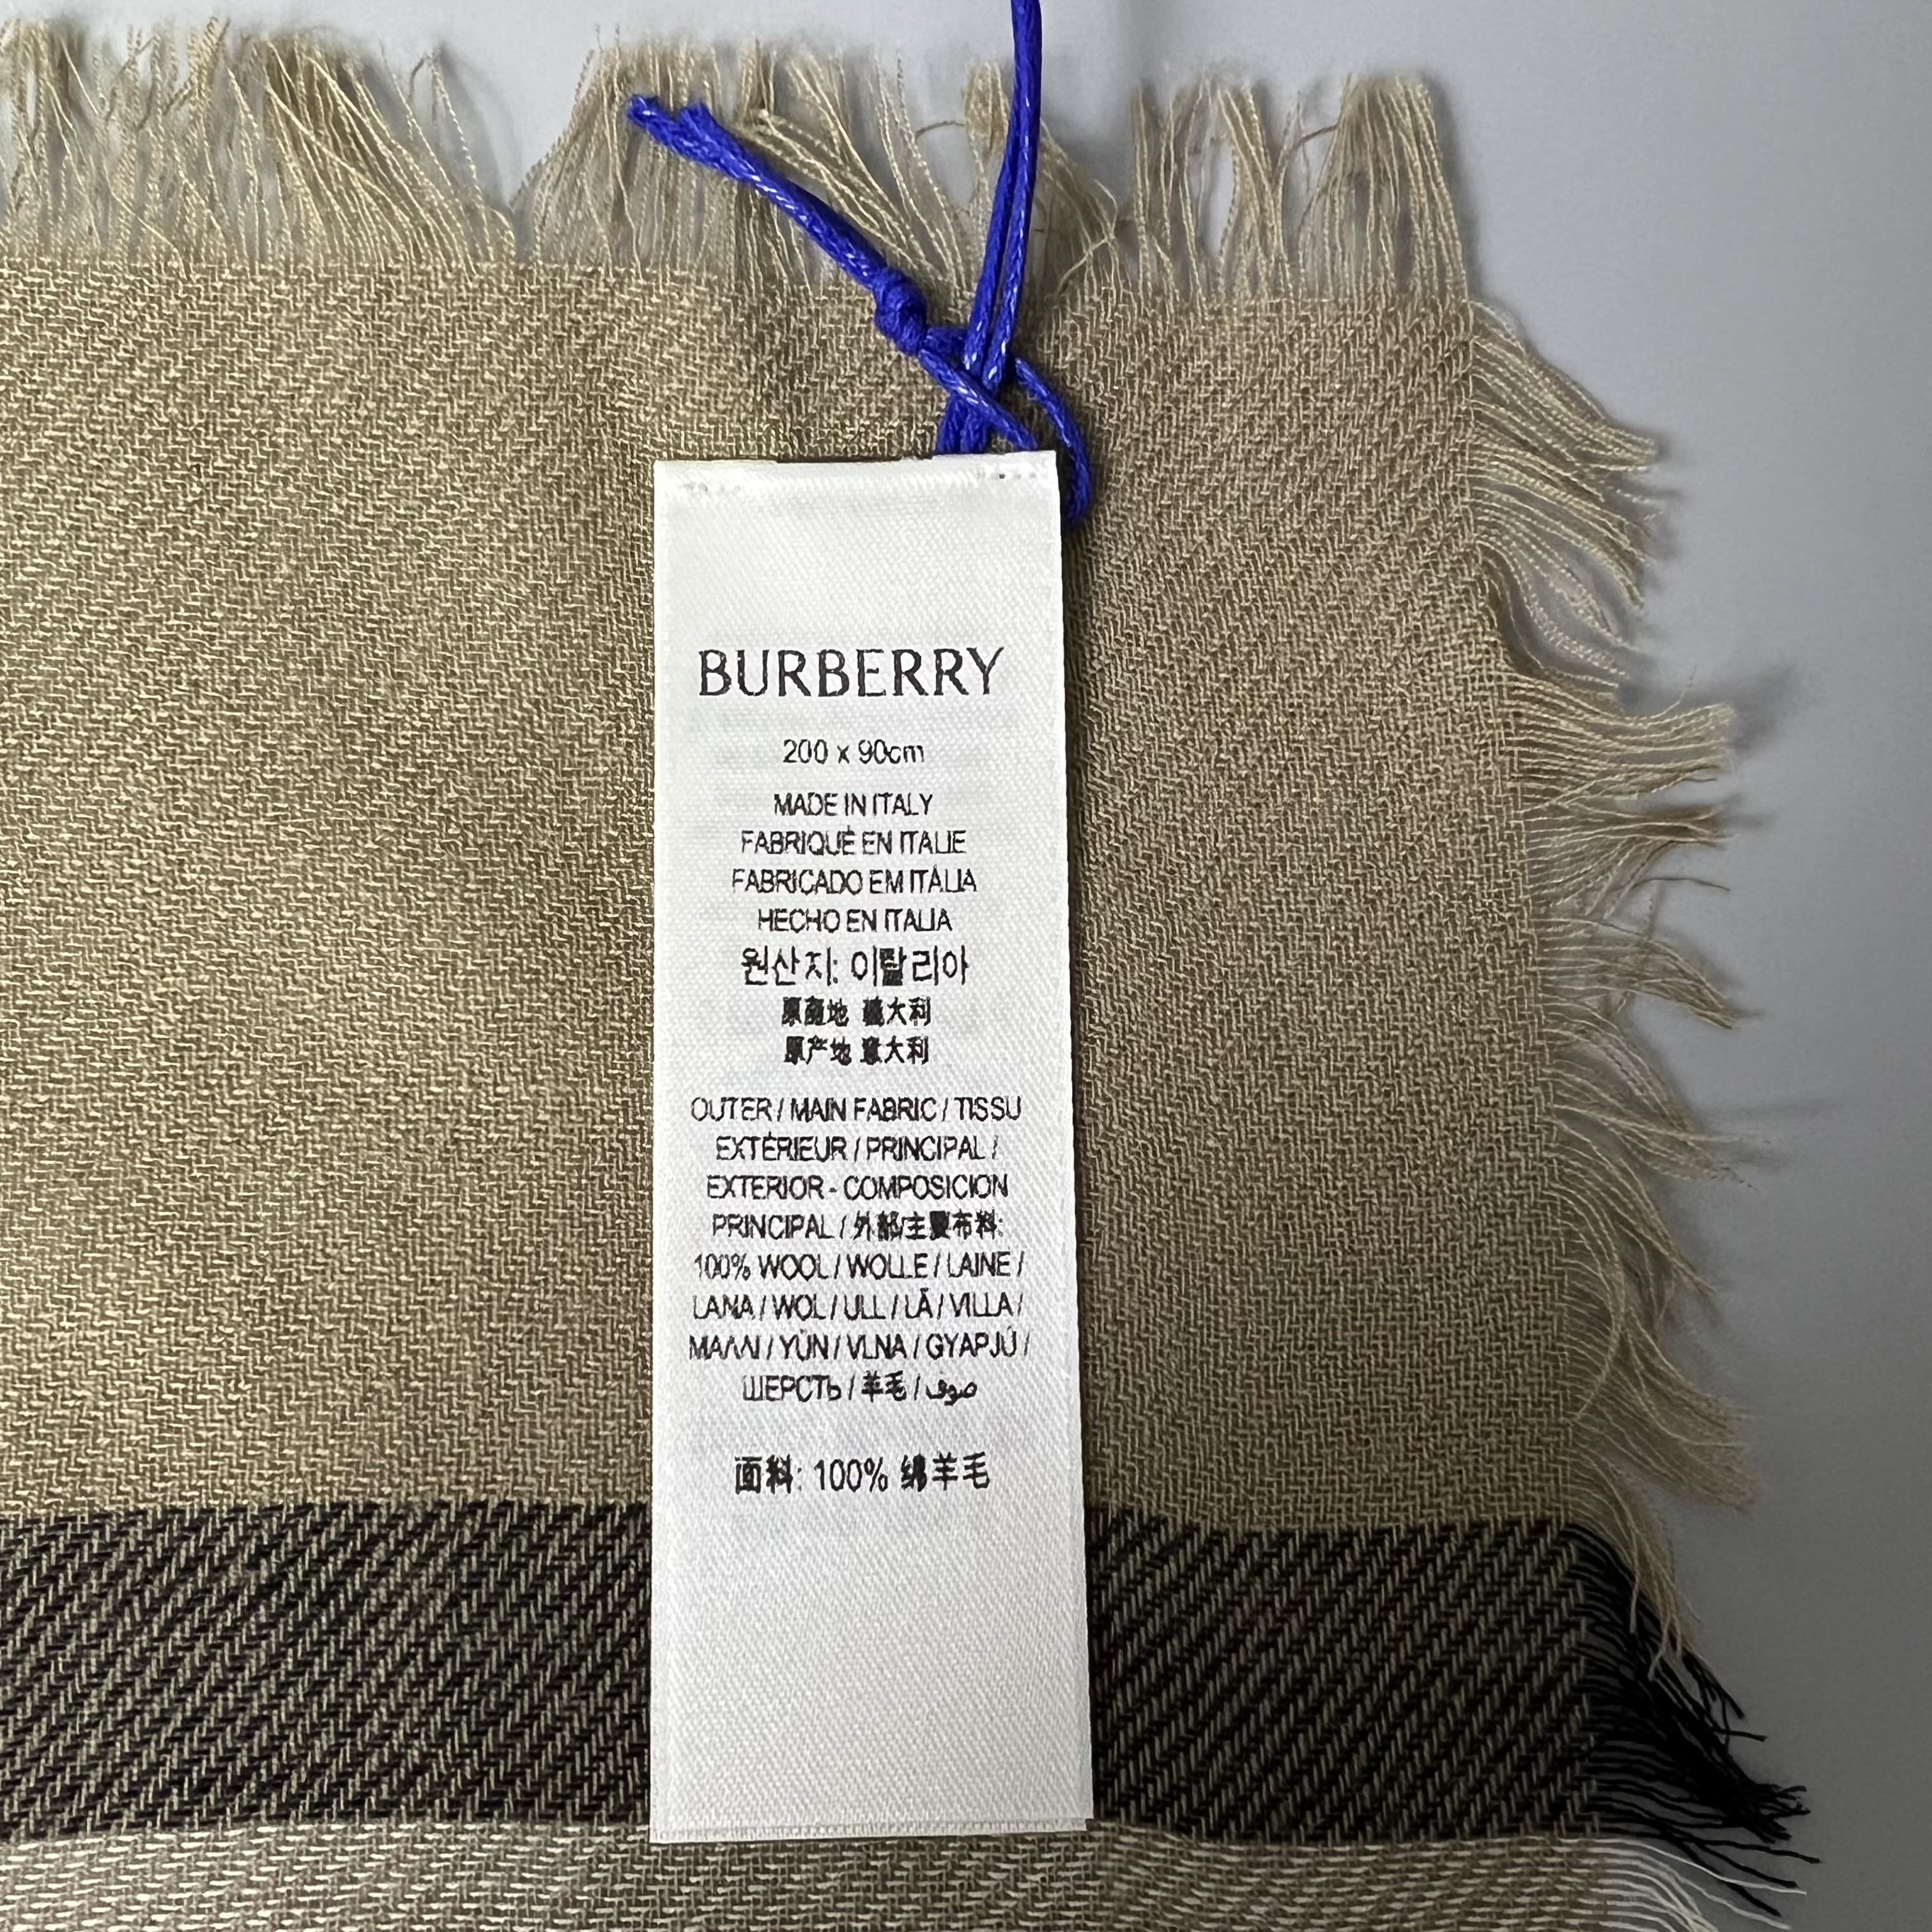 BURBERRY
200 x 90cm
MADE IN ITALY
FABRIQUÉ EN ITALIE
FABRICADO EM ITÁLIA
HECHO EN ITALIA
원산지: 이탈리아
原産地 義大利
原产地 意大利
OUTER / MAIN FABRIC / TISSU
EXTÉRIEUR / PRINCIPAL /
EXTERIOR - COMPOSICION
PRINCIPAL / 外部/主要布料:
100% WOOL / WOLLE / LAINE /
LANA / WOL / ULL / LÃ / VILLA /
ΜΑΛΛΙ / YÜN / VLNA / GYAPJÚ /
ШЕРСТЬ / 羊毛 / صوف
面料: 100% 绵羊毛